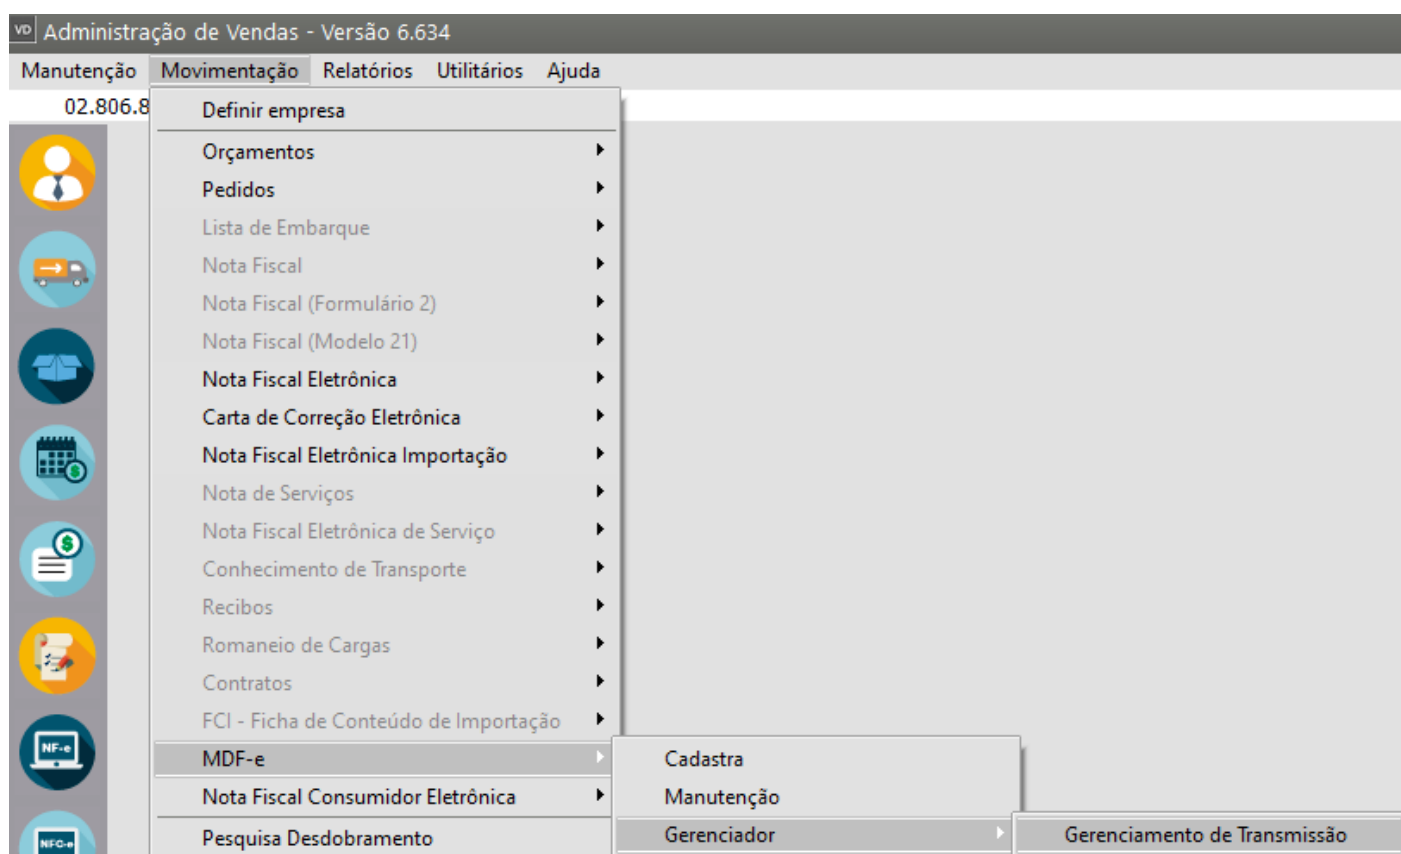 VD Administração de Vendas - Versão 6.634
Manutenção Movimentação Relatórios Utilitários Ajuda
02.806.8
Definir empresa
Orçamentos
Pedidos
Lista de Embarque
Nota Fiscal
Nota Fiscal (Formulário 2)
Nota Fiscal (Modelo 21)
Nota Fiscal Eletrônica
Carta de Correção Eletrônica
Nota Fiscal Eletrônica Importação
Nota de Serviços
Nota Fiscal Eletrônica de Serviço
Conhecimento de Transporte
Recibos
Romaneio de Cargas
Contratos
FCI - Ficha de Conteúdo de Importação
NF-e
MDF-e Cadastra
Nota Fiscal Consumidor Eletrônica Manutenção
NFC-e
Pesquisa Desdobramento Gerenciador Gerenciamento de Transmissão